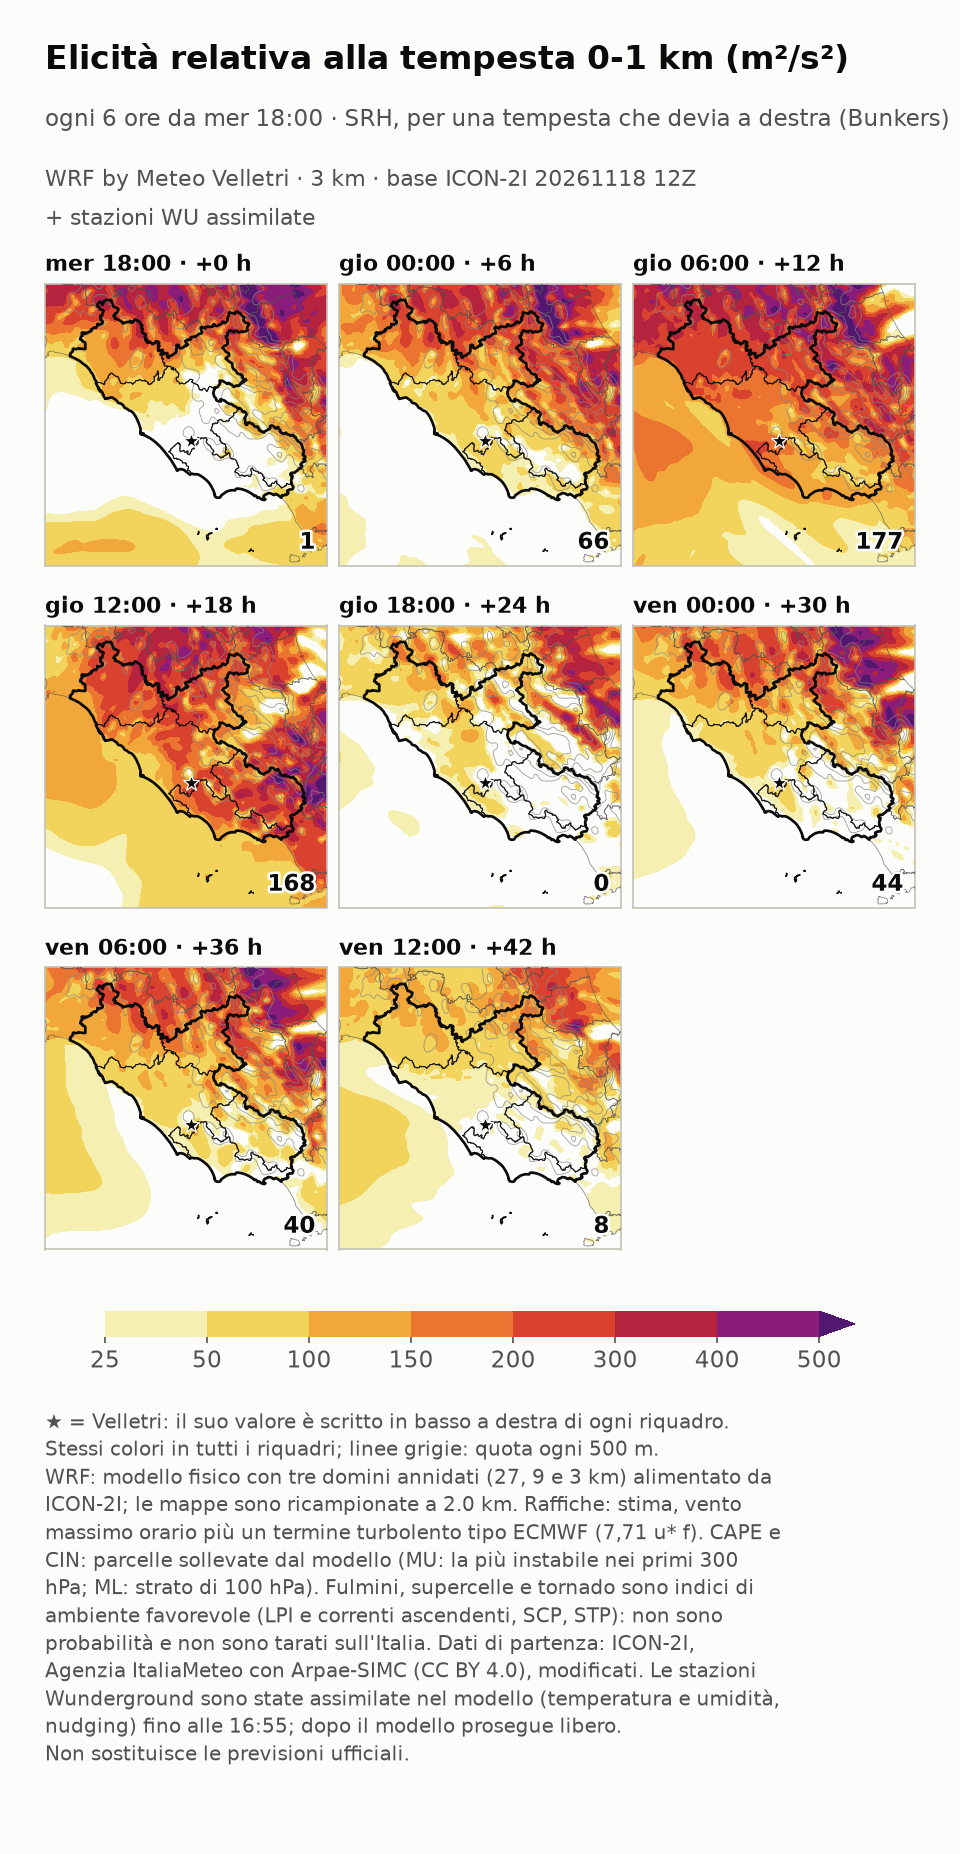 Elicità relativa alla tempesta 0-1 km (m²/s²)
ogni 6 ore da mer 18:00 · SRH, per una tempesta che devia a destra (Bunkers)
WRF by Meteo Velletri · 3 km · base ICON-2I 20261118 12Z
+ stazioni WU assimilate
mer 18:00 · +0 h
gio 00:00 · +6 h
gio 06:00 · +12 h
1
66
177
gio 12:00 · +18 h
gio 18:00 · +24 h
ven 00:00 · +30 h
168
0
44
ven 06:00 · +36 h
ven 12:00 · +42 h
40
8
25 50 100 150 200 300 400 500
★ = Velletri: il suo valore è scritto in basso a destra di ogni riquadro.
Stessi colori in tutti i riquadri; linee grigie: quota ogni 500 m.
WRF: modello fisico con tre domini annidati (27, 9 e 3 km) alimentato da
ICON-2I; le mappe sono ricampionate a 2.0 km. Raffiche: stima, vento
massimo orario più un termine turbolento tipo ECMWF (7,71 u* f). CAPE e
CIN: parcelle sollevate dal modello (MU: la più instabile nei primi 300
hPa; ML: strato di 100 hPa). Fulmini, supercelle e tornado sono indici di
ambiente favorevole (LPI e correnti ascendenti, SCP, STP): non sono
probabilità e non sono tarati sull'Italia. Dati di partenza: ICON-2I,
Agenzia ItaliaMeteo con Arpae-SIMC (CC BY 4.0), modificati. Le stazioni
Wunderground sono state assimilate nel modello (temperatura e umidità,
nudging) fino alle 16:55; dopo il modello prosegue libero.
Non sostituisce le previsioni ufficiali.